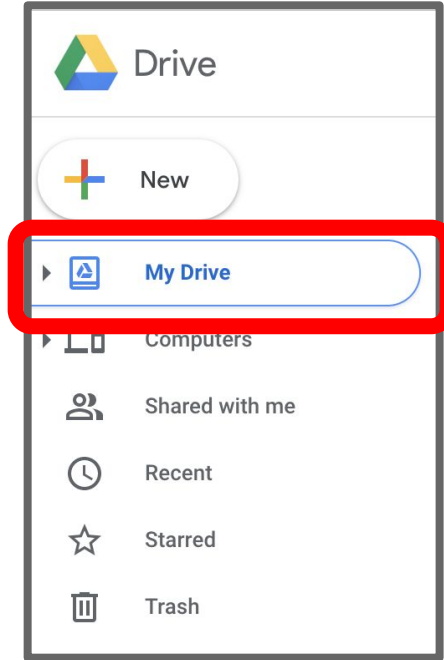 Drive
New
My Drive
Computers
Shared with me
Recent
Starred
Trash